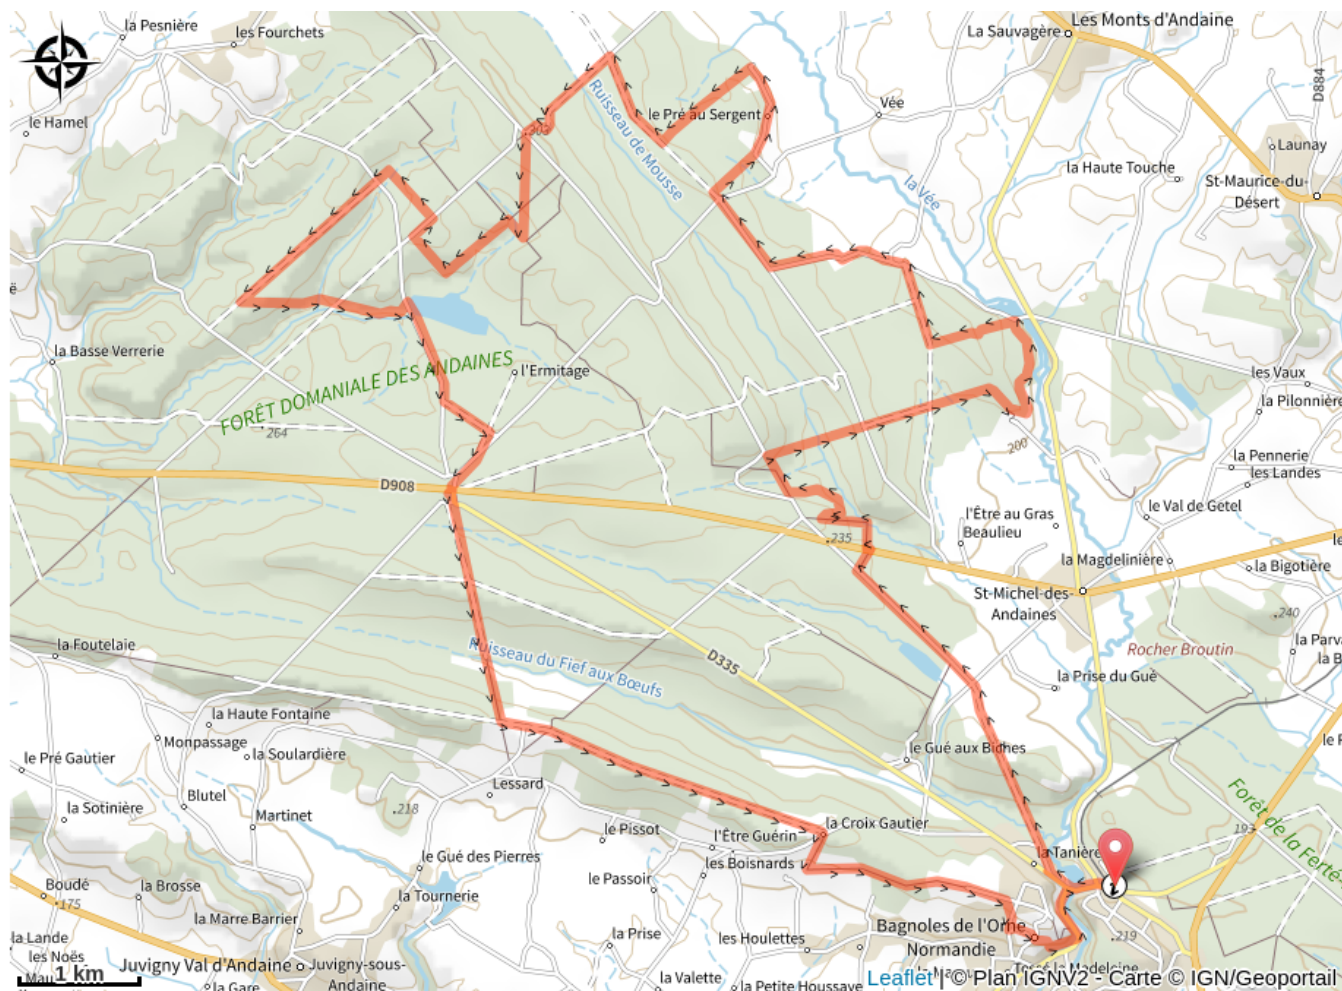 la Pesnière
les Fourchets
Les Monts d'Andaine
La Sauvagère
D884
le Hamel
Ruisseau de Mousse
le Pré au Sergent
Vée
303
Launay
la Haute Touche
St-Maurice-du-
Désert
la Vée
la Basse Verrerie
l'Ermitage
FORÊT DOMANIALE DES ANDAINES
264
les Vaux
la Pilonnière
200
la Pennerie
les Landes
D908
le Val de Getel
l'Être au Gras
Beaulieu
235
la Magdelinière
la Bigotière
St-Michel-des-
Andaines
240
la Foutelaie
Ruisseau du Fief aux Bœufs
D335
Rocher Broutin
la Parv
la B
la Prise du Gué
la Haute Fontaine
Monpassage
la Soulardière
le Gué aux Biches
le Pré Gautier
Lessard
Blutel
la Sotinière
Martinet
218
Forêt de la Ferté-
193
le Pissot
l'Être Guérin
la Croix Gautier
les Boisnards
la Tanière
le Gué des Pierres
le Passoir
Boudé
175
la Brosse
la Tournerie
la Marre Barrier
Bagnoles de l'Orne
Normandie
219
la Lande
les Noës
la Prise
les Houlettes
1 km
Juvigny Val d'Andaine
Juvigny-sous-
Andaine
la Gare
la Valette
la Petite Houssaye
Leaflet | © Plan IGNV2 - Carte © IGN/Geoportail